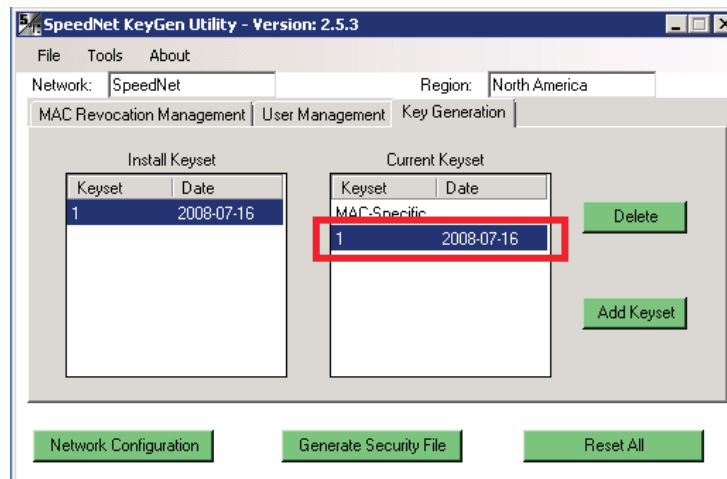 SpeedNet KeyGen Utility - Version: 2.5.3
File Tools About
Network: SpeedNet Region: North America
MAC Revocation Management User Management Key Generation
Install Keyset Current Keyset
Keyset Date Keyset Date
1 2008-07-16 MAC-Specific
1 2008-07-16
Delete
Add Keyset
Network Configuration Generate Security File Reset All